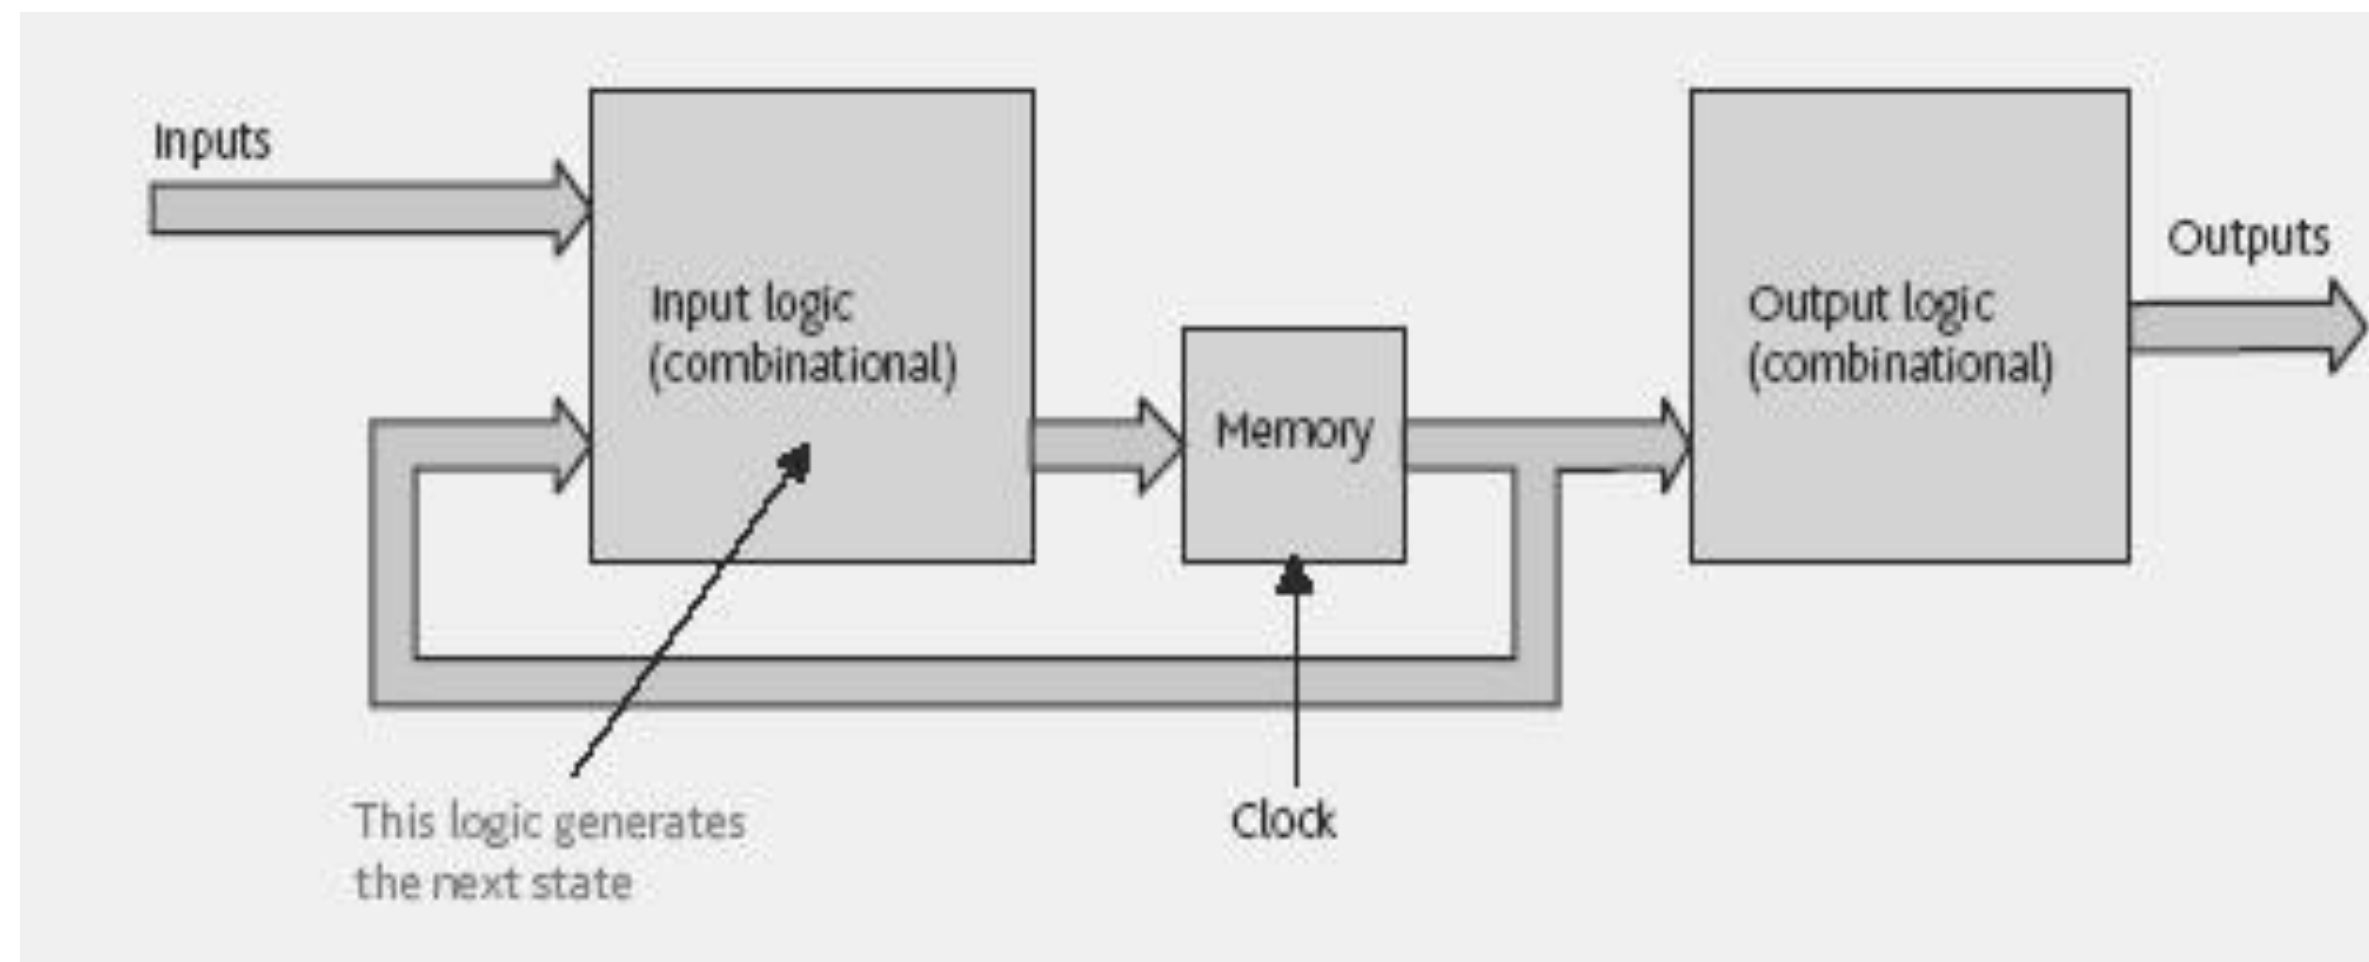 Inputs
Input logic
(combinational)
Memory
Output logic
(combinational)
Outputs
This logic generates
the next state
Clock